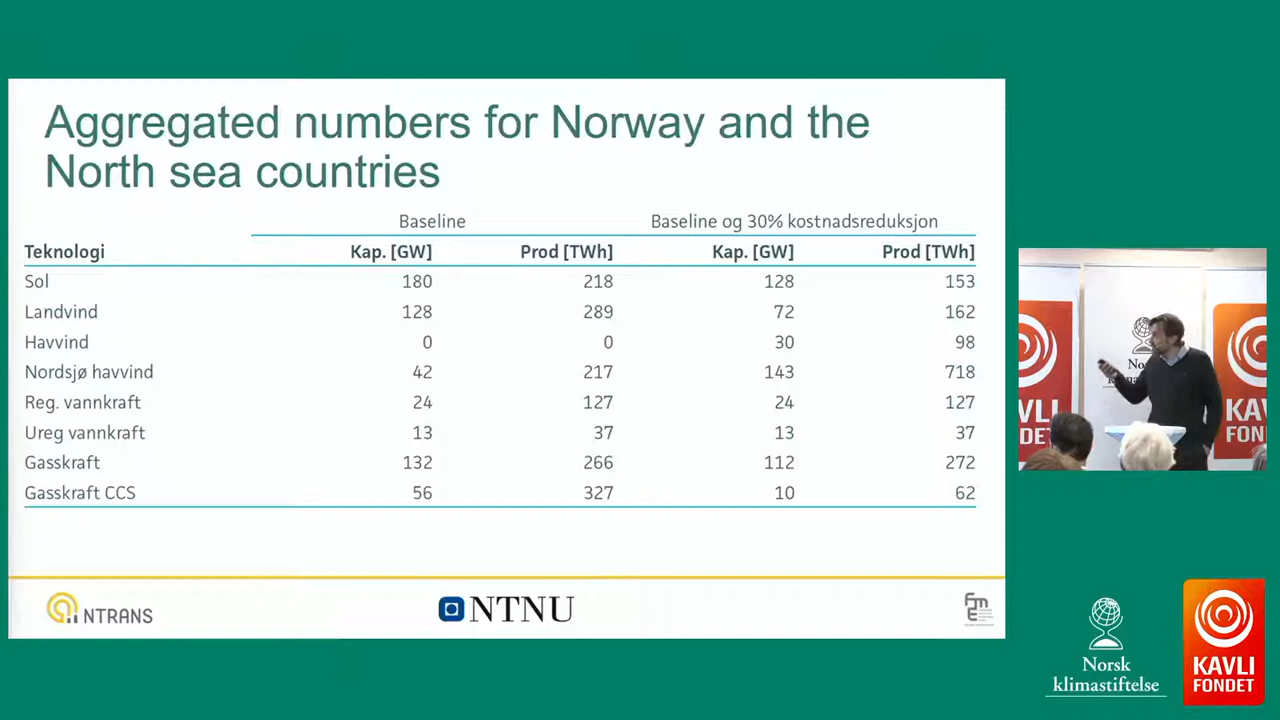 Aggregated numbers for Norway and the
North sea countries
Baseline Baseline og 30% kostnadsreduksjon
Teknologi Kap. [GW] Prod [TWh] Kap. [GW] Prod [TWh]
Sol 180 218 128 153
Landvind 128 289 72 162
Havvind 0 0 30 98
Nordsjø havvind 42 217 143 718
Reg. vannkraft 24 127 24 127
Ureg vannkraft 13 37 13 37
Gasskraft 132 266 112 272
Gasskraft CCS 56 327 10 62
NTRANS
NTNU
FME
Norsk
klimastiftelse
KAVLI
FONDET